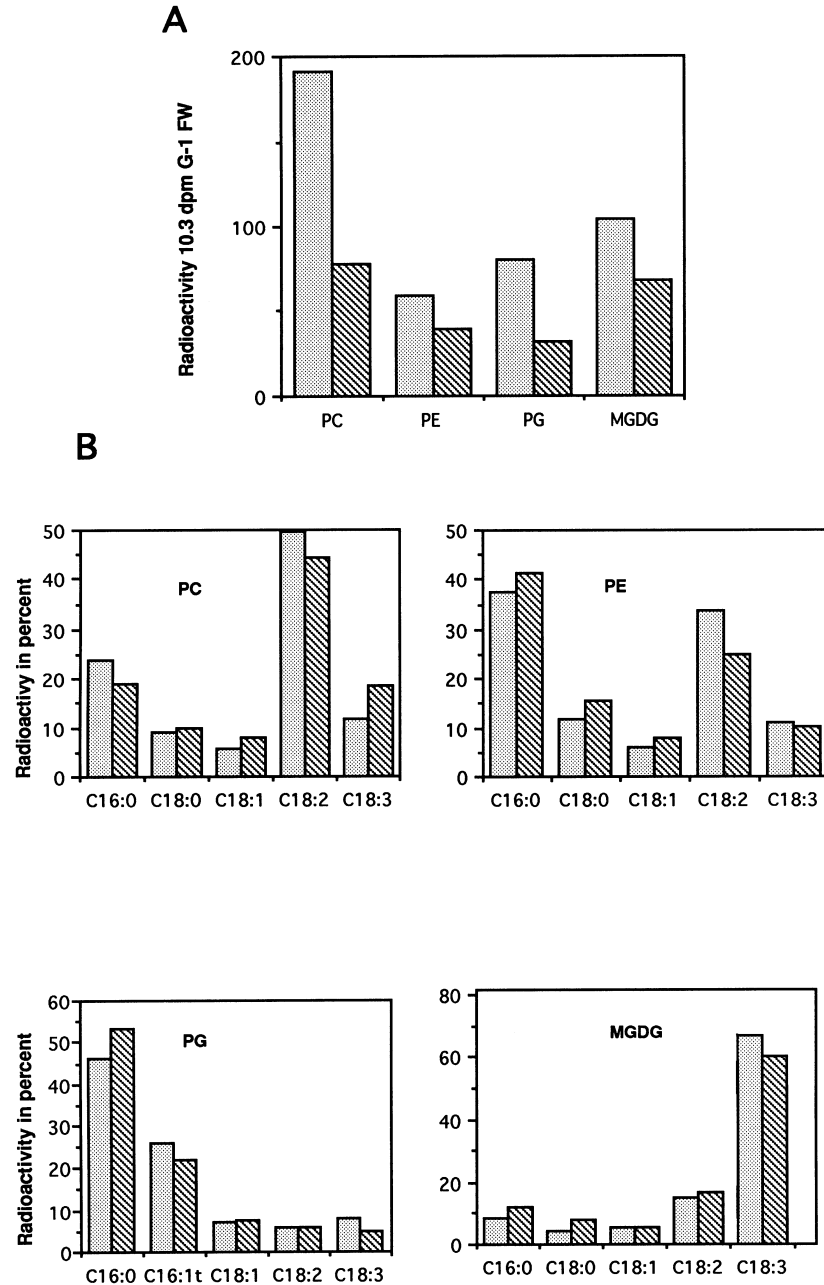 A
Radioactivity 10.3 dpm G-1 FW
200
100
0
PC PE PG MGDG
B
Radioactivy in percent
50
40
30
20
10
0
PC
C16:0 C18:0 C18:1 C18:2 C18:3
50
40
30
20
10
0
PE
C16:0 C18:0 C18:1 C18:2 C18:3
Radioactivity in percent
60
50
40
30
20
10
0
PG
C16:0 C16:1t C18:1 C18:2 C18:3
80
60
40
20
0
MGDG
C16:0 C18:0 C18:1 C18:2 C18:3